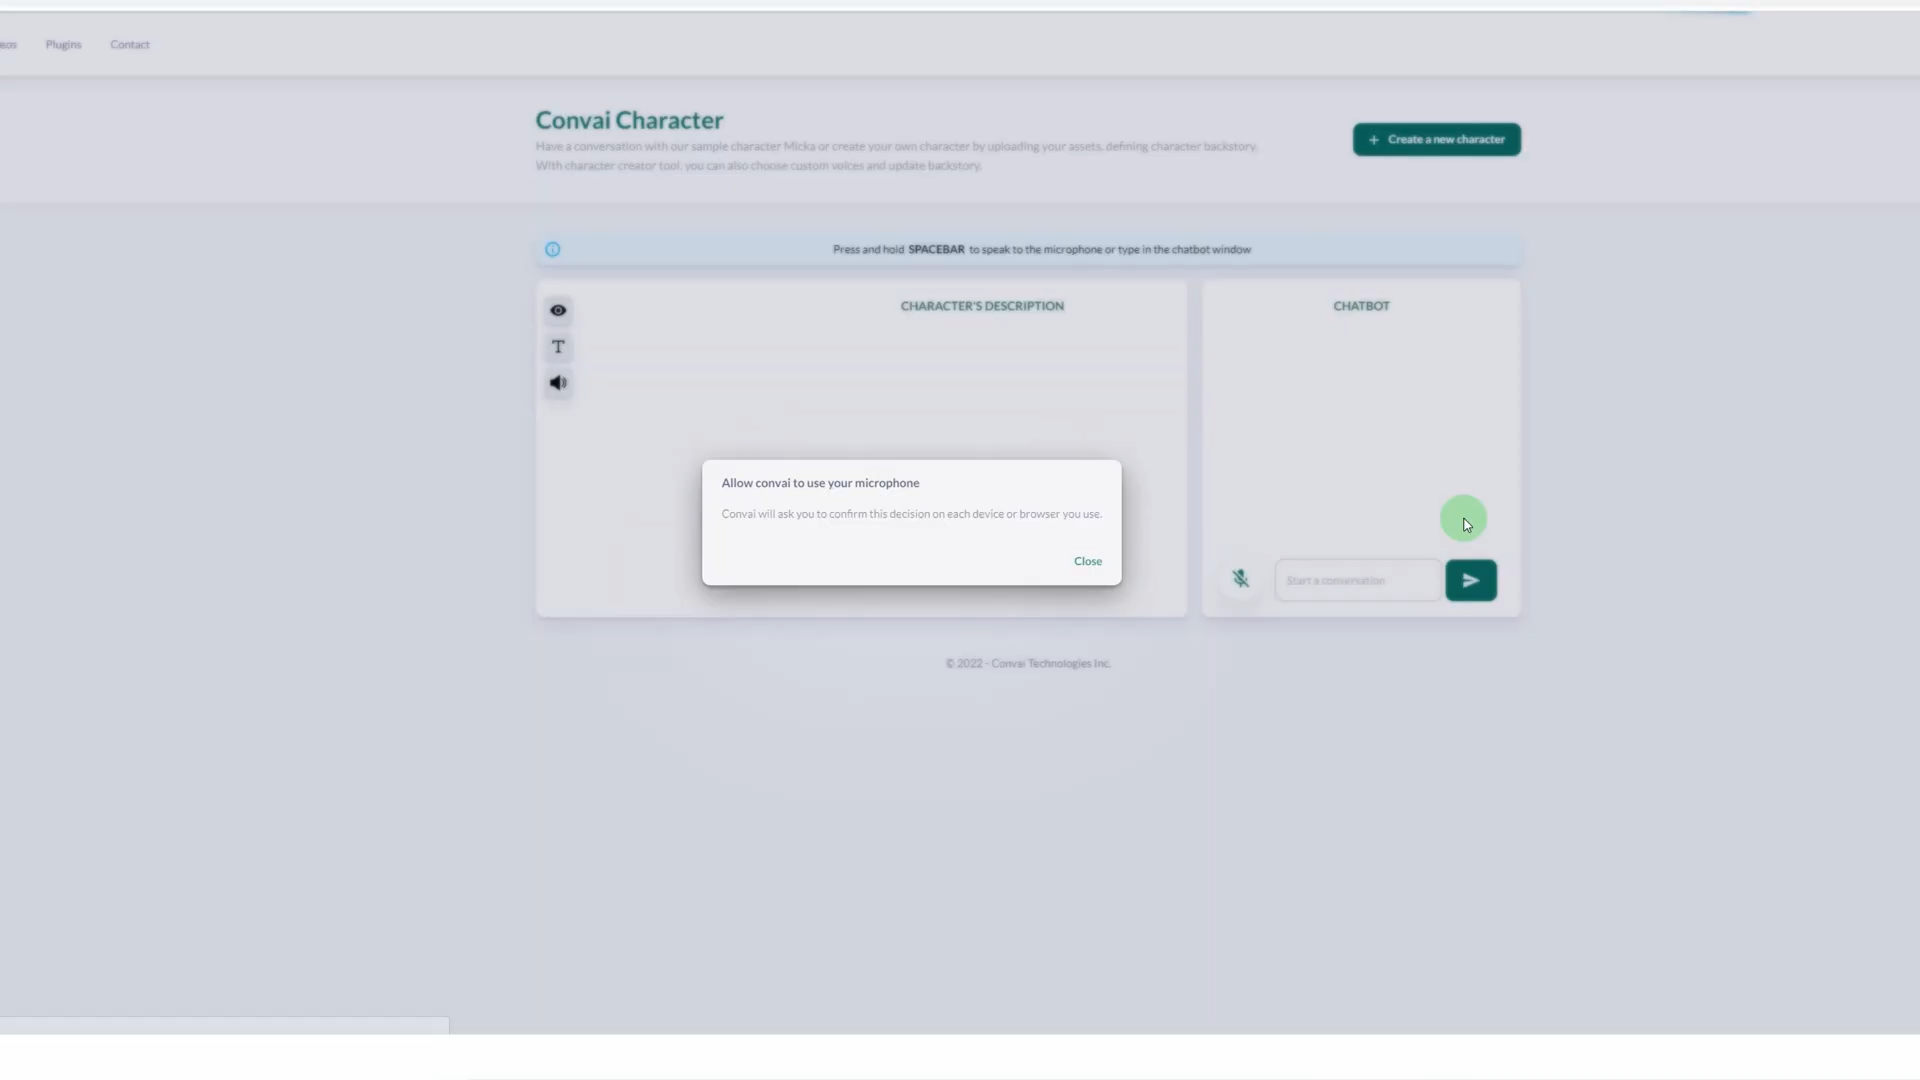 Plugins
Contact
Convai Character
Have a conversation with our sample character Micka or create your own character by uploading your assets, defining character backstory.
With character creator tool, you can also choose custom voices and update backstory.
+ Create a new character
Press and hold SPACEBAR to speak to the microphone or type in the chatbot window
CHARACTER'S DESCRIPTION
CHATBOT
T
Allow convai to use your microphone
Convai will ask you to confirm this decision on each device or browser you use.
Close
Start a conversation
© 2022 - Convai Technologies Inc.